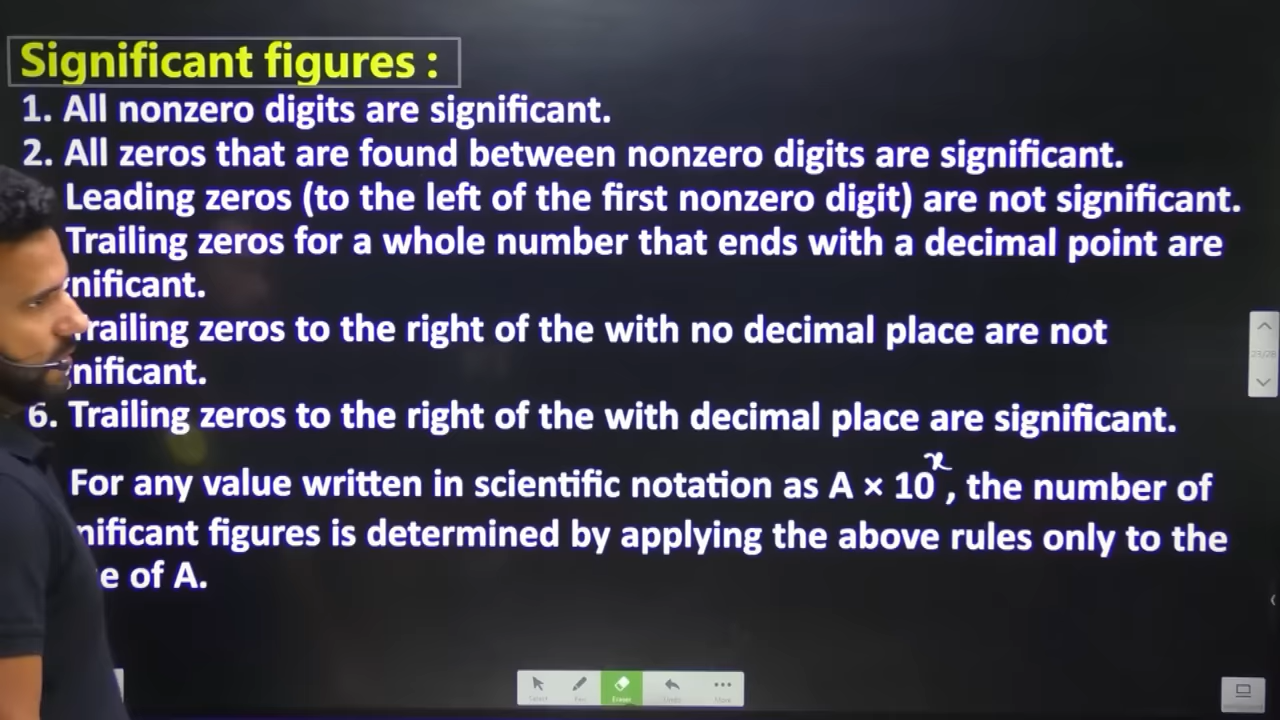 Significant figures :
1. All nonzero digits are significant.
2. All zeros that are found between nonzero digits are significant.
Leading zeros (to the left of the first nonzero digit) are not significant.
Trailing zeros for a whole number that ends with a decimal point are
nificant.
railing zeros to the right of the with no decimal place are not
nificant.
6. Trailing zeros to the right of the with decimal place are significant.
For any value written in scientific notation as A × 10ˣ, the number of
nificant figures is determined by applying the above rules only to the
e of A.
Select Pen Eraser Undo More